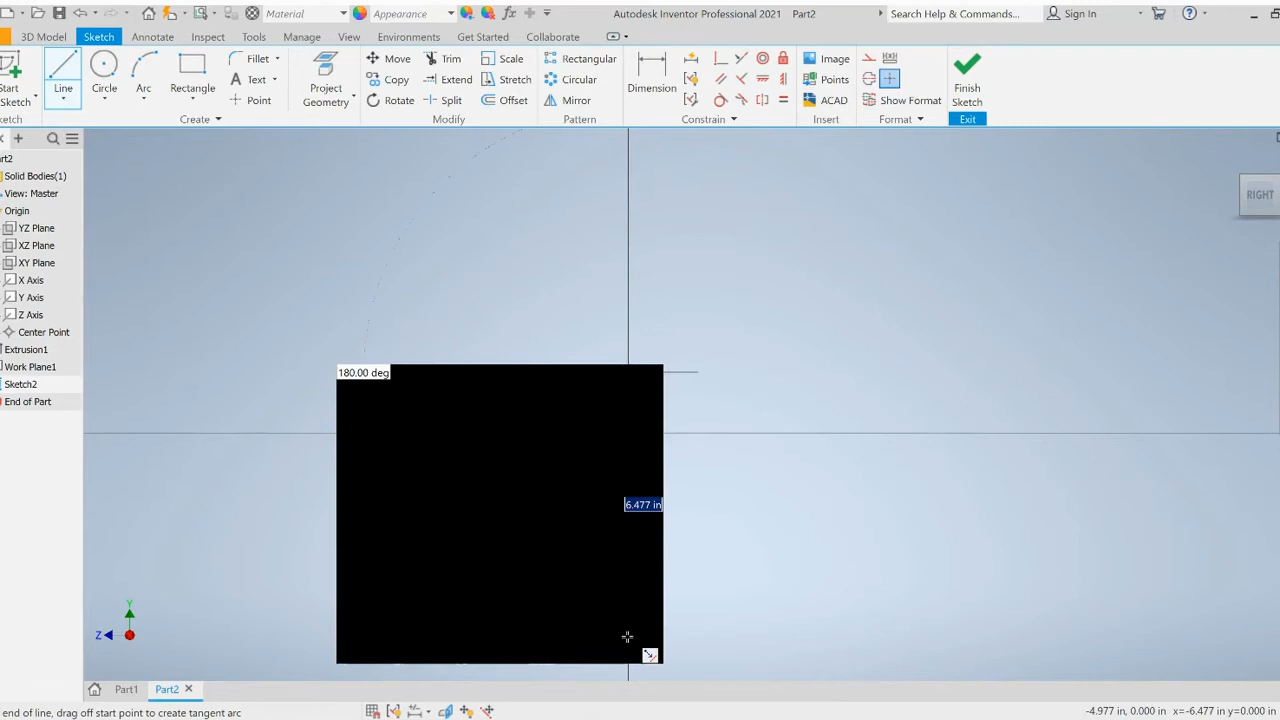 Material
Appearance
Autodesk Inventor Professional 2021 Part2
Search Help & Commands...
Sign In
3D Model Sketch Annotate Inspect Tools Manage View Environments Get Started Collaborate
Start Sketch
Line
Circle
Arc
Rectangle
Fillet
Text
Point
Project Geometry
Move Trim Scale
Copy Extend Stretch
Rotate Split Offset
Rectangular
Circular
Mirror
Dimension
Image
Points
ACAD
Show Format
Finish Sketch
Create Modify Pattern Constrain Insert Format Exit
Solid Bodies(1)
View: Master
Origin
YZ Plane
XZ Plane
XY Plane
X Axis
Y Axis
Z Axis
Center Point
Extrusion1
Work Plane1
Sketch2
End of Part
RIGHT
180.00 deg
6.477 in
Y
Z
Part1 Part2
end of line, drag off start point to create tangent arc
-4.977 in, 0.000 in x=-6.477 in y=0.000 in